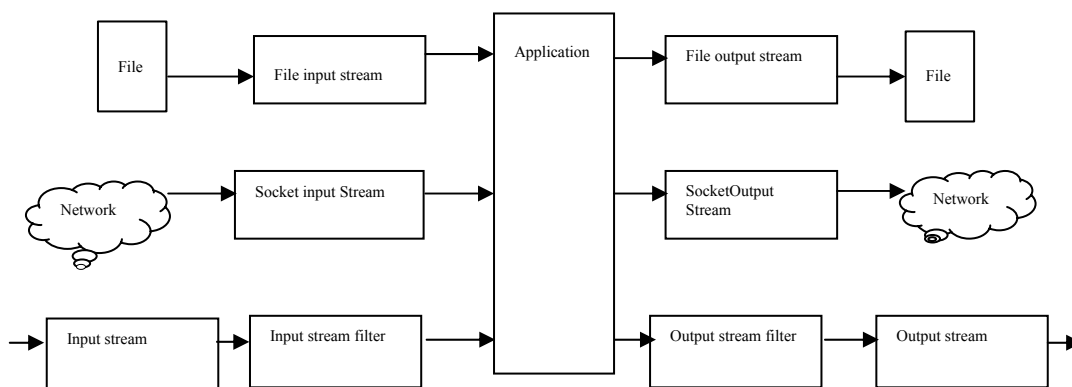 File
File input stream
Application
File output stream
File
Network
Socket input Stream
SocketOutput
Stream
Network
Input stream
Input stream filter
Output stream filter
Output stream